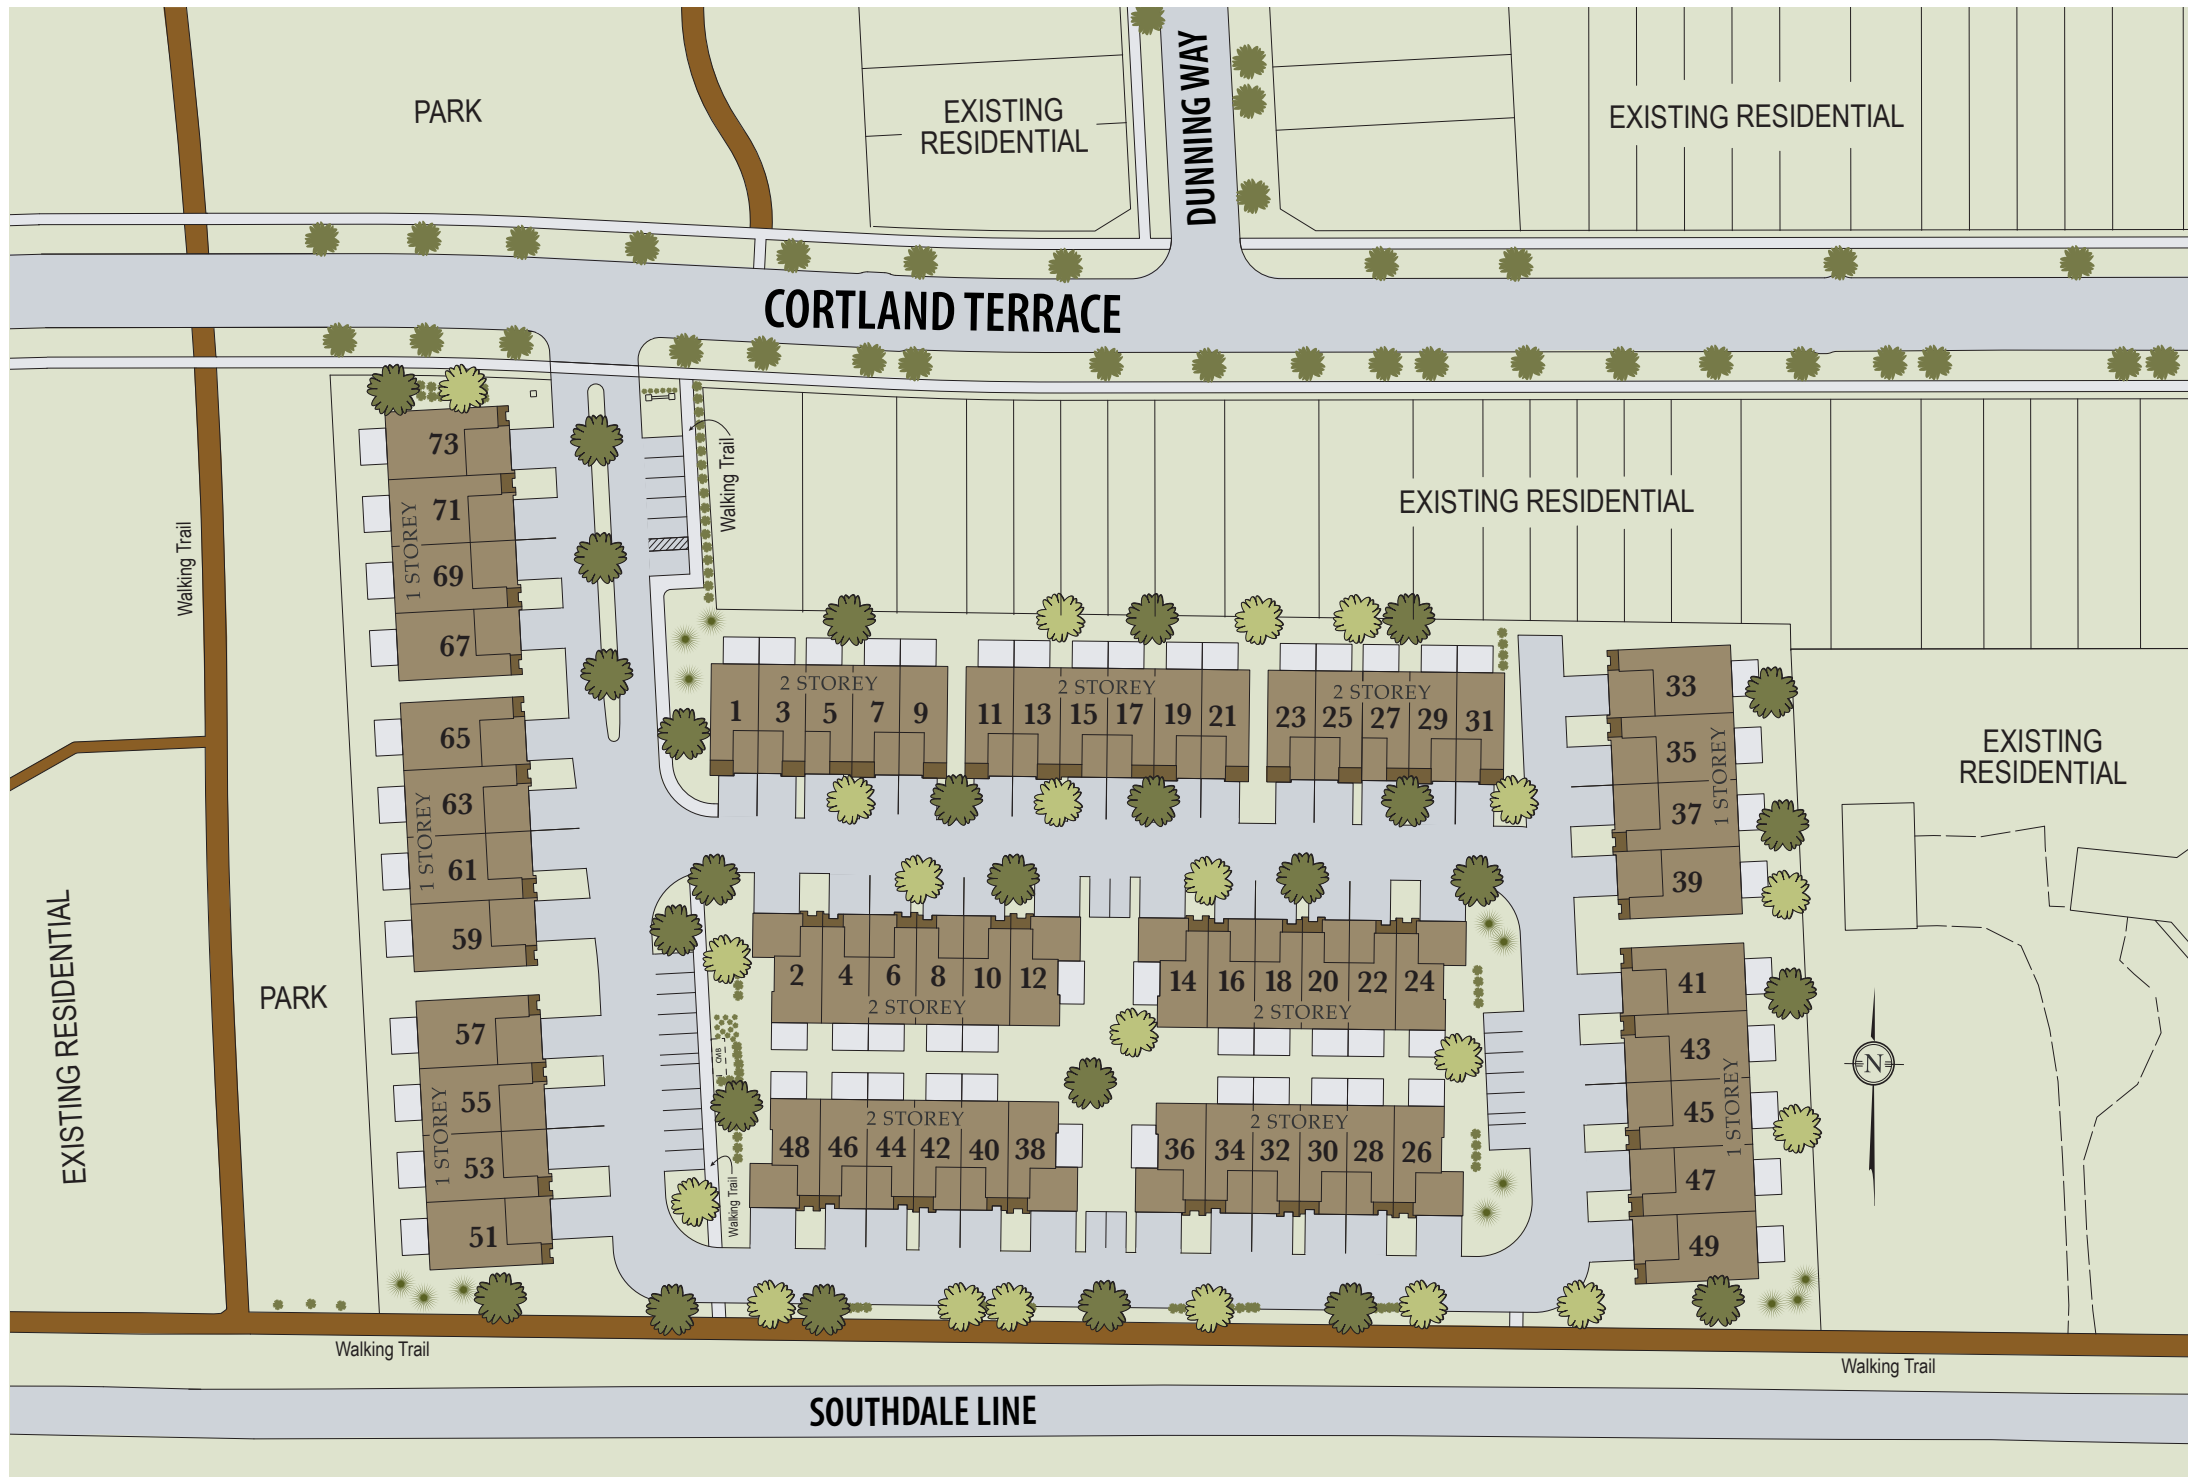 PARK
EXISTING
RESIDENTIAL
DUNNING WAY
EXISTING RESIDENTIAL
CORTLAND TERRACE
Walking Trail
Walking Trail
EXISTING RESIDENTIAL
73
71
69
67
1 STOREY
65
63
61
59
1 STOREY
57
55
53
51
1 STOREY
2 STOREY
1 3 5 7 9
2 STOREY
11 13 15 17 19 21
2 STOREY
23 25 27 29 31
33
35
37
39
1 STOREY
41
43
45
47
49
1 STOREY
EXISTING
RESIDENTIAL
2 4 6 8 10 12
2 STOREY
14 16 18 20 22 24
2 STOREY
CMB
2 STOREY
48 46 44 42 40 38
2 STOREY
36 34 32 30 28 26
Walking Trail
N
PARK
EXISTING RESIDENTIAL
Walking Trail
Walking Trail
SOUTHDALE LINE